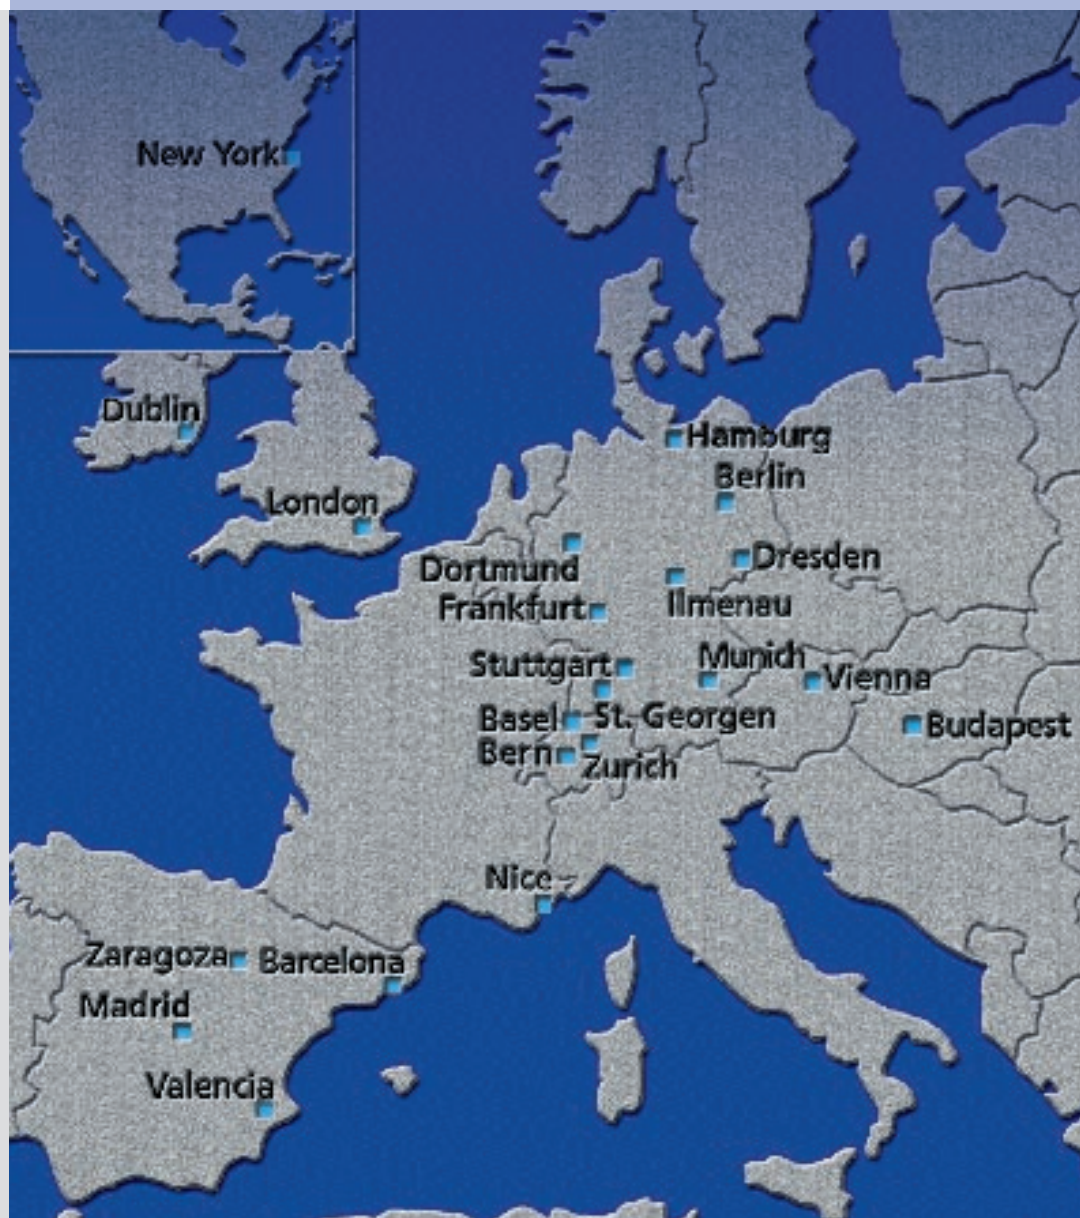 New York
Dublin
Hamburg
Berlin
London
Dortmund
Dresden
Frankfurt
Ilmenau
Stuttgart
Munich
Vienna
Basel
St. Georgen
Budapest
Bern
Zurich
Nice
Zaragoza
Barcelona
Madrid
Valencia